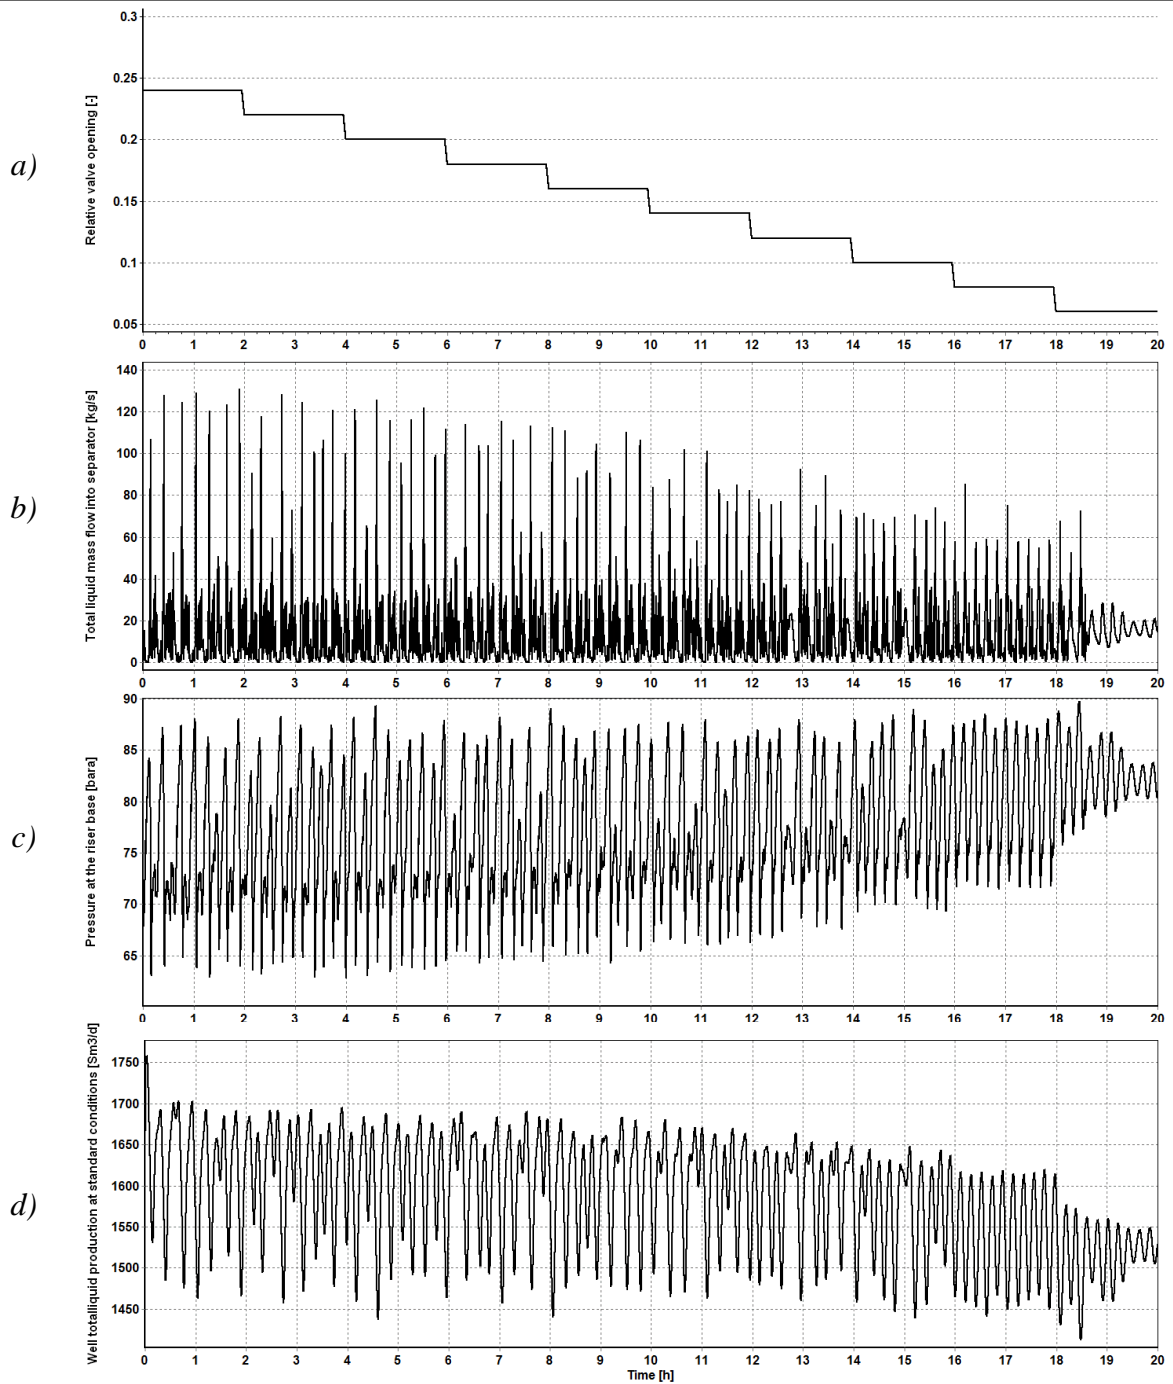 a)
Relative valve opening [-]
0.3
0.25
0.2
0.15
0.1
0.05
0 1 2 3 4 5 6 7 8 9 10 11 12 13 14 15 16 17 18 19 20
b)
Total liquid mass flow into separator [kg/s]
140
120
100
80
60
40
20
0
0 1 2 3 4 5 6 7 8 9 10 11 12 13 14 15 16 17 18 19 20
c)
Pressure at the riser base [bara]
90
85
80
75
70
65
0 1 2 3 4 5 6 7 8 9 10 11 12 13 14 15 16 17 18 19 20
d)
Well totalliquid production at standard conditions [Sm3/d]
1750
1700
1650
1600
1550
1500
1450
0 1 2 3 4 5 6 7 8 9 10 11 12 13 14 15 16 17 18 19 20
Time [h]